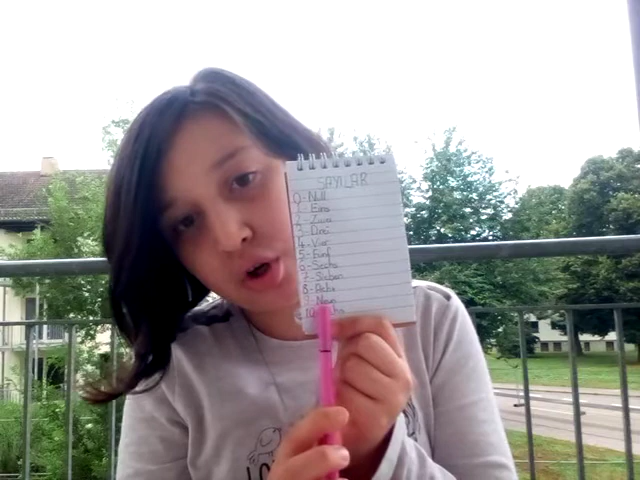 SAYILAR
0-Null
1-Eins
2-Zwei
3-Drei
4-Vier
5-Fünf
6-Sechs
7-Sieben
8-Acht
9-Neun
10